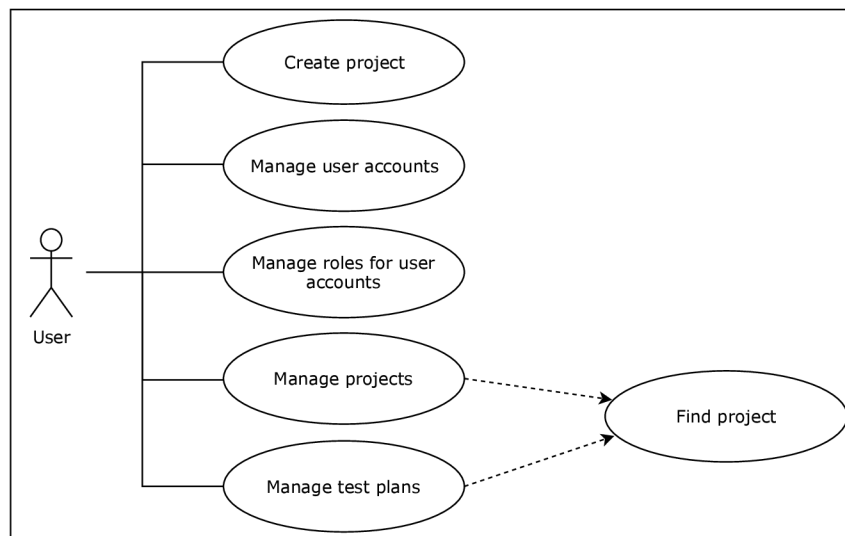 Create project
Manage user accounts
Manage roles for user
accounts
User
Manage projects
Find project
Manage test plans